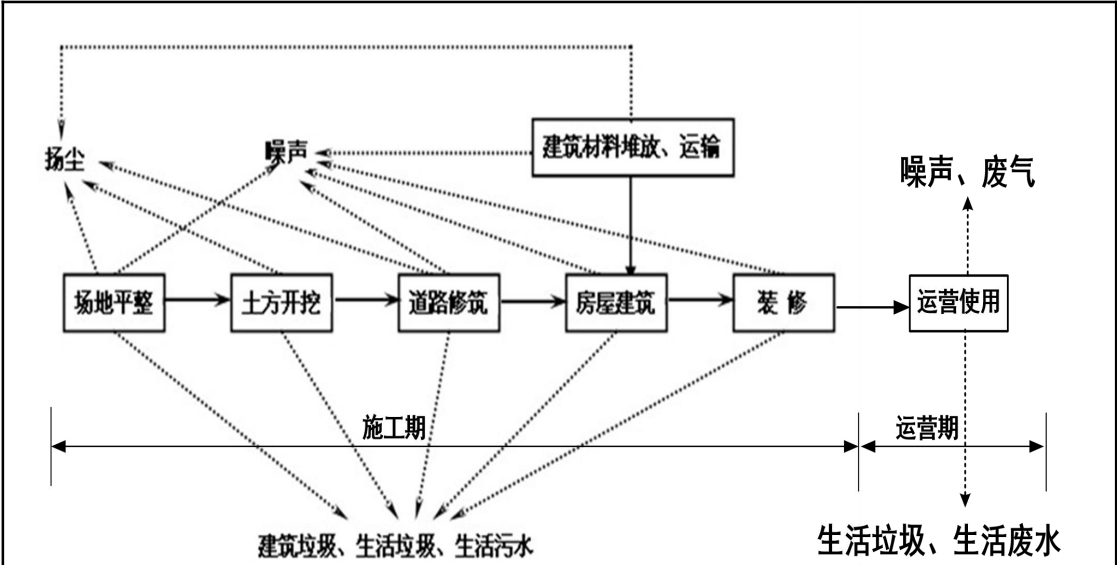 建筑材料堆放、运输
扬尘
噪声
噪声、废气
场地平整
土方开挖
道路修筑
房屋建筑
装 修
运营使用
施工期
运营期
建筑垃圾、生活垃圾、生活污水
生活垃圾、生活废水